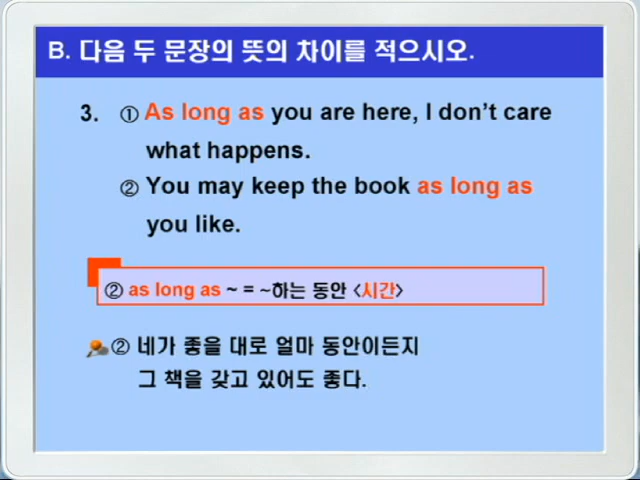 B. 다음 두 문장의 뜻의 차이를 적으시오.
3. ① As long as you are here, I don't care
what happens.
② You may keep the book as long as
you like.
② as long as ~ = ~하는 동안 <시간>
② 네가 좋을 대로 얼마 동안이든지
그 책을 갖고 있어도 좋다.